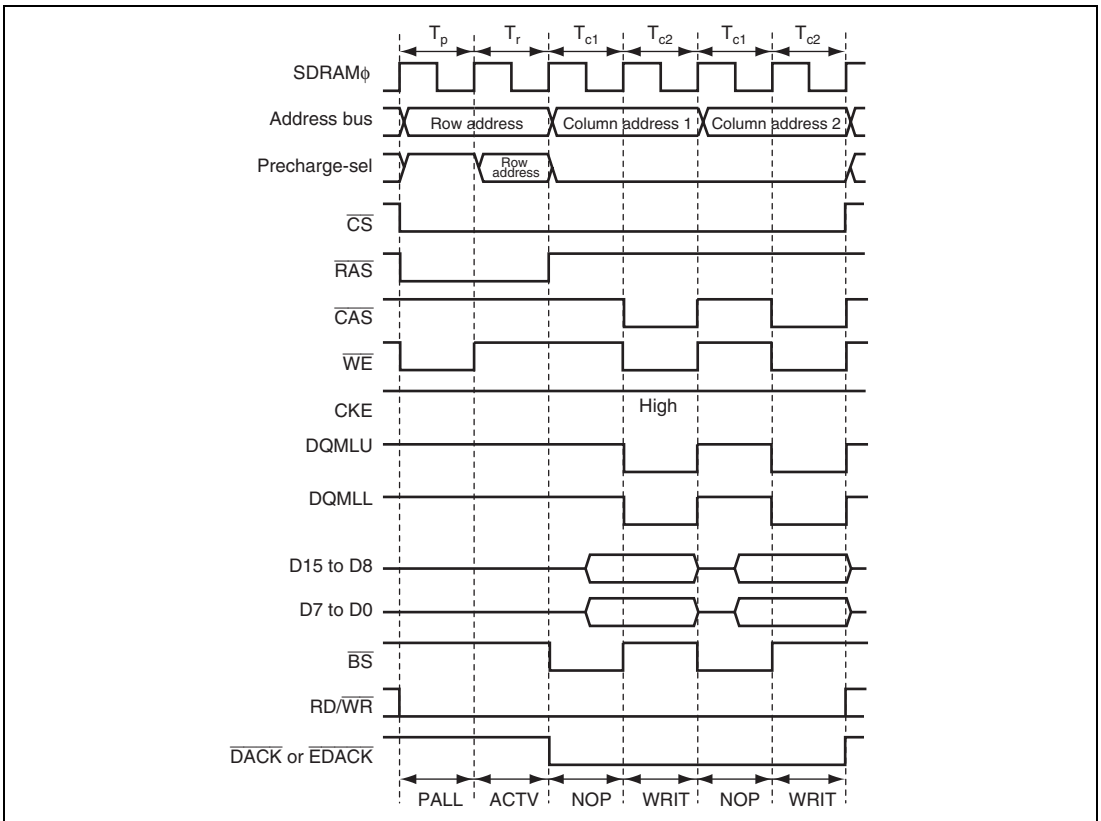 Tp Tr Tc1 Tc2 Tc1 Tc2
SDRAMϕ
Address bus Row address Column address 1 Column address 2
Precharge-sel Row address
CS
RAS
CAS
WE
CKE High
DQMLU
DQMLL
D15 to D8
D7 to D0
BS
RD/WR
DACK or EDACK
PALL ACTV NOP WRIT NOP WRIT